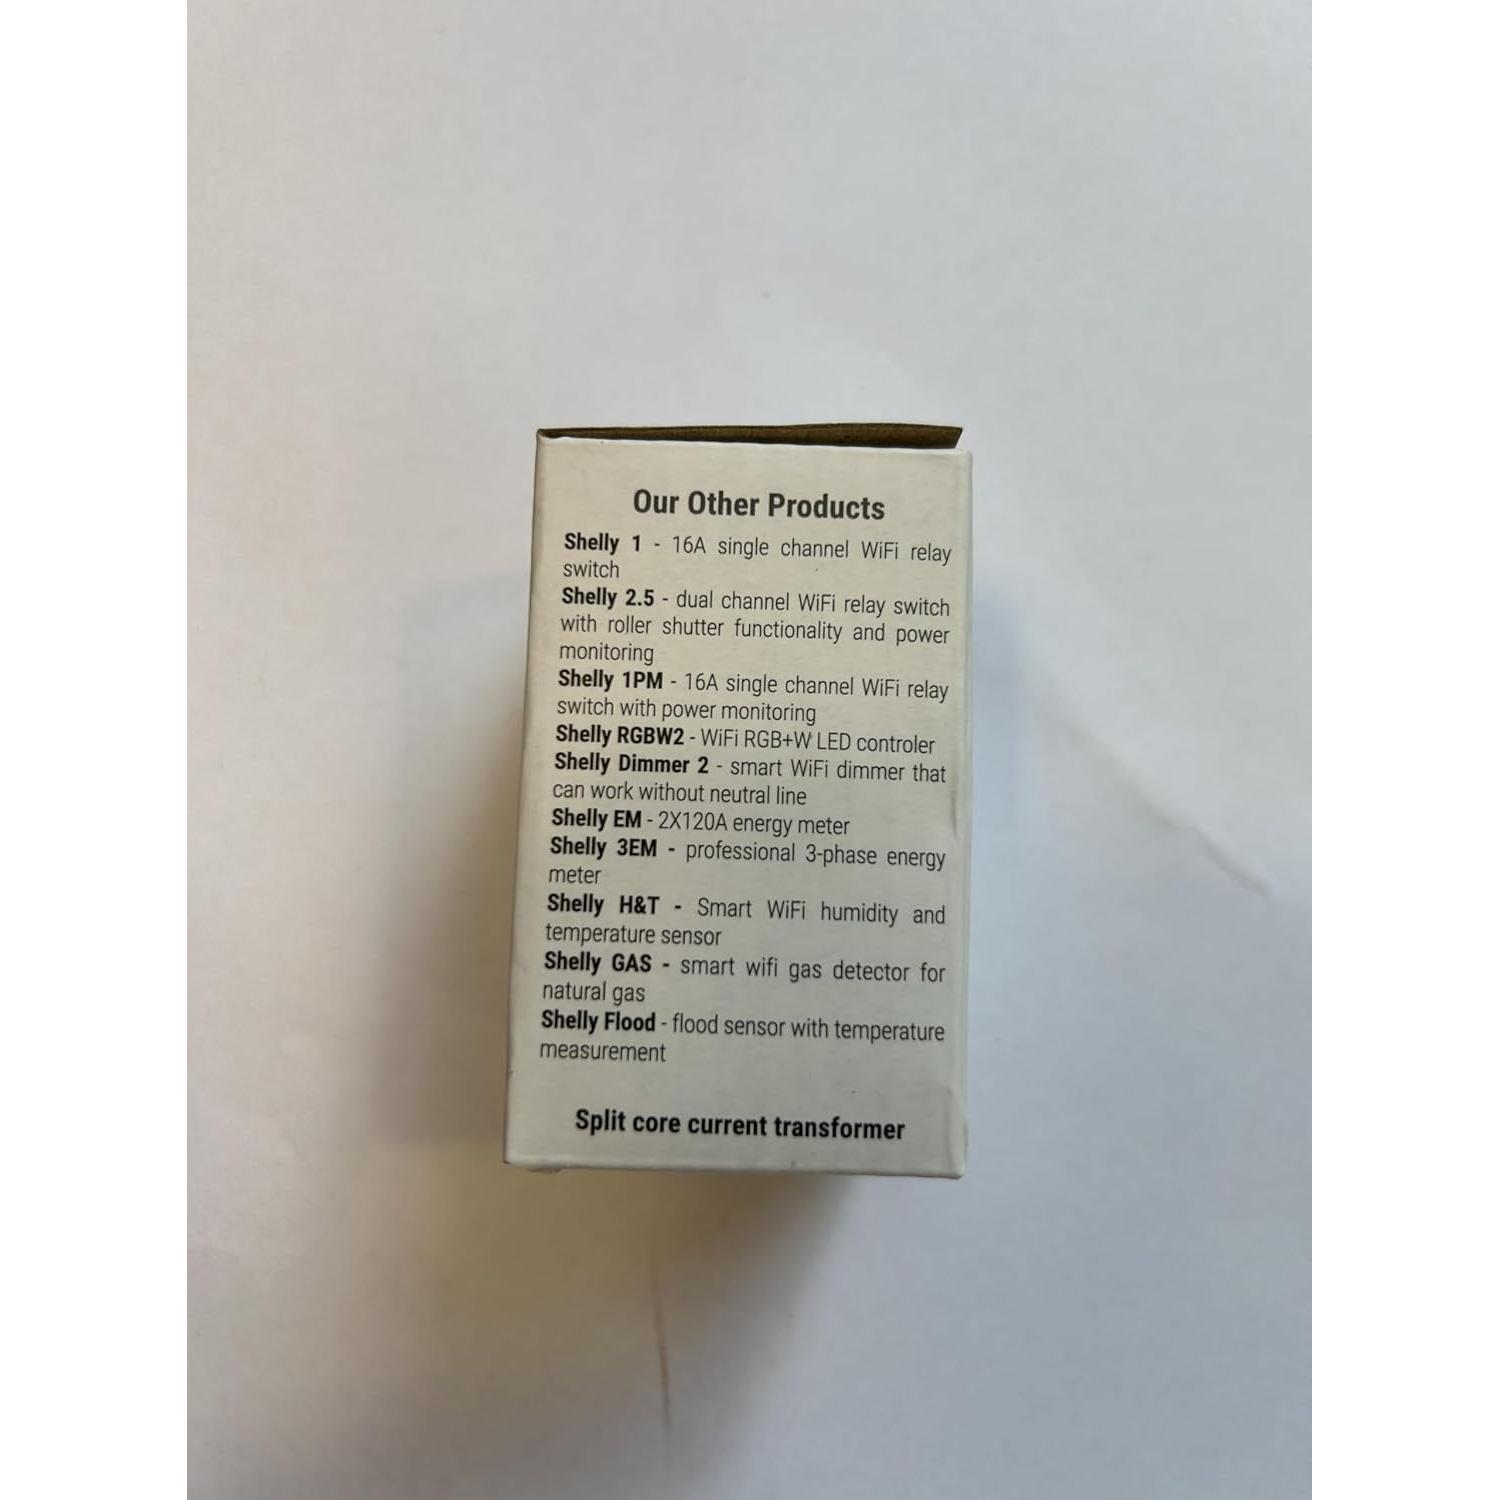 Our Other Products
Shelly 1 - 16A single channel WiFi relay
switch
Shelly 2.5 - dual channel WiFi relay switch
with roller shutter functionality and power
monitoring
Shelly 1PM - 16A single channel WiFi relay
switch with power monitoring
Shelly RGBW2 - WiFi RGB+W LED controler
Shelly Dimmer 2 - smart WiFi dimmer that
can work without neutral line
Shelly EM - 2X120A energy meter
Shelly 3EM - professional 3-phase energy
meter
Shelly H&T - Smart WiFi humidity and
temperature sensor
Shelly GAS - smart wifi gas detector for
natural gas
Shelly Flood - flood sensor with temperature
measurement
Split core current transformer